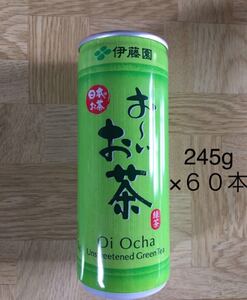 伊藤園
日本の
お茶
お〜い
お茶
緑茶
Oi Ocha
Unsweetened Green Tea
245g
×60本